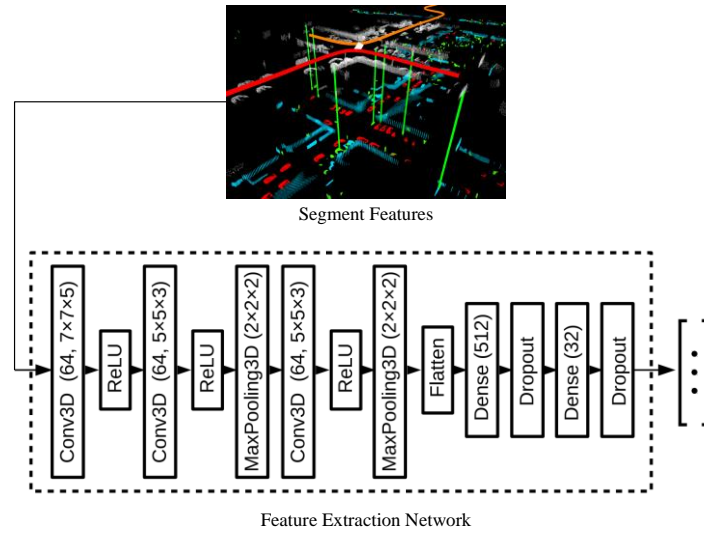 Segment Features
Conv3D (64, 7×7×5)
ReLU
Conv3D (64, 5×5×3)
ReLU
MaxPooling3D (2×2×2)
Conv3D (64, 5×5×3)
ReLU
MaxPooling3D (2×2×2)
Flatten
Dense (512)
Dropout
Dense (32)
Dropout
Feature Extraction Network